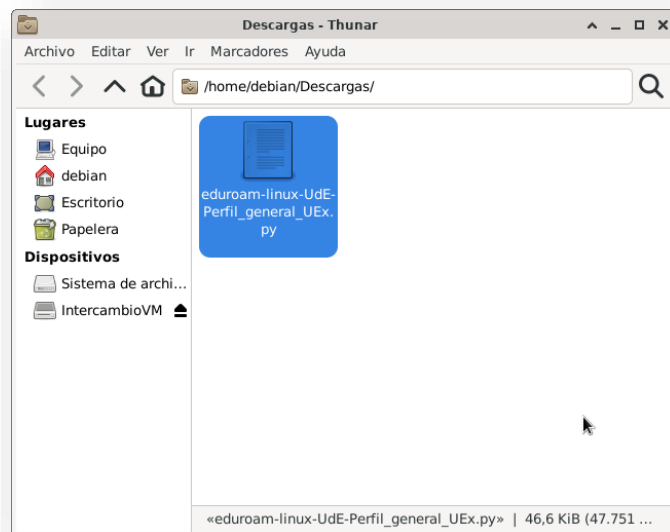 Descargas - Thunar
Archivo Editar Ver Ir Marcadores Ayuda
/home/debian/Descargas/
Lugares
Equipo
debian
Escritorio
Papelera
Dispositivos
Sistema de archi...
IntercambioVM
eduroam-linux-UdE-
Perfil_general_UEx.
py
«eduroam-linux-UdE-Perfil_general_UEx.py» | 46,6 KiB (47.751 ...